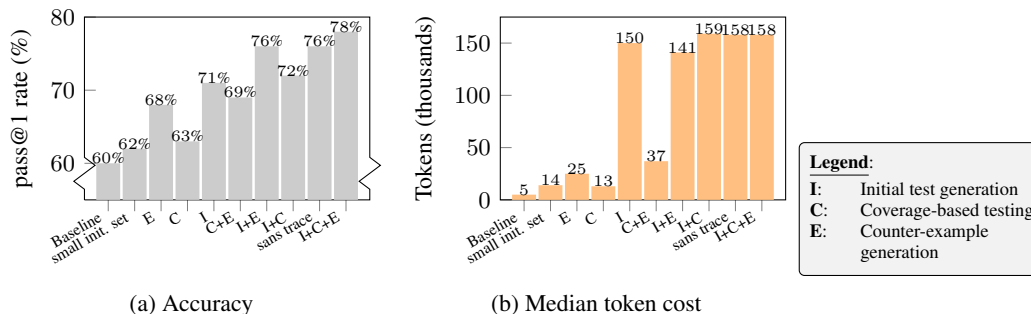 80
70
60
pass@1 rate (%)
60%
62%
68%
63%
71%
69%
76%
72%
76%
78%
Baseline
small init. set
E
C
I
C+E
I+E
I+C
sans trace
I+C+E
(a) Accuracy
150
100
50
0
Tokens (thousands)
5
14
25
13
150
37
141
159
158
158
Baseline
small init. set
E
C
I
C+E
I+E
I+C
sans trace
I+C+E
(b) Median token cost
Legend:
I: Initial test generation
C: Coverage-based testing
E: Counter-example
generation